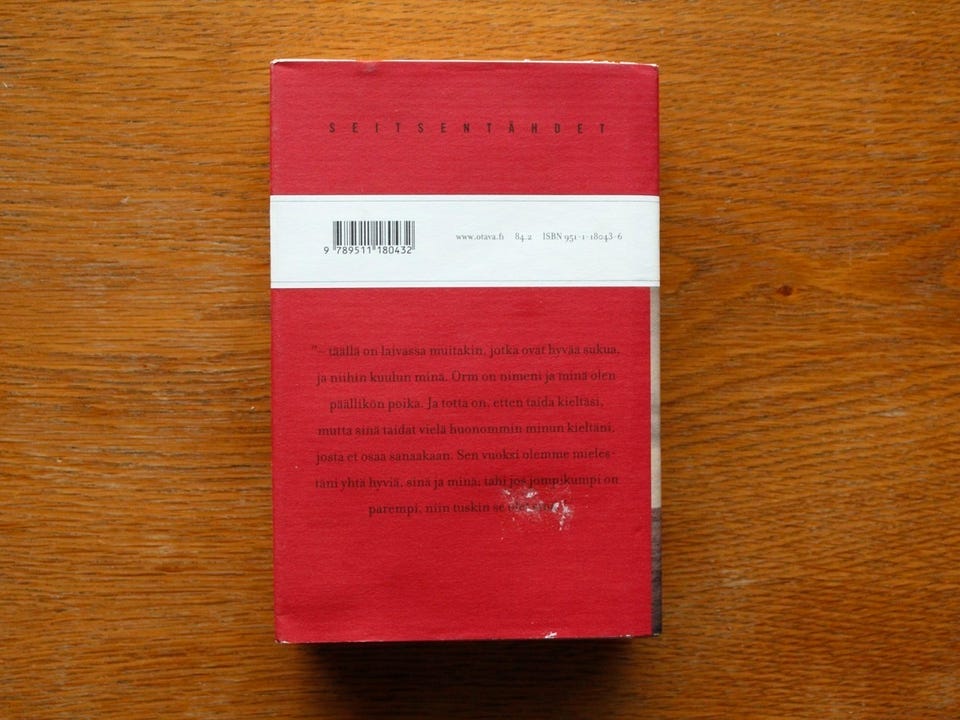 SEITSENTÄHDET
9 789511 180432
www.otava.fi 84.2 ISBN 951-1-18043-6
"– täällä on laivassa muitakin, jotka ovat hyvää sukua,
ja niihin kuulun minä. Orm on nimeni ja minä olen
päällikön poika. Ja totta on, etten taida kieltäsi,
mutta sinä taidat vielä huonommin minun kieltäni,
josta et osaa sanaakaan. Sen vuoksi olemme mieles-
täni yhtä hyviä, sinä ja minä; tahi jos jompikumpi on
parempi, niin tuskin se